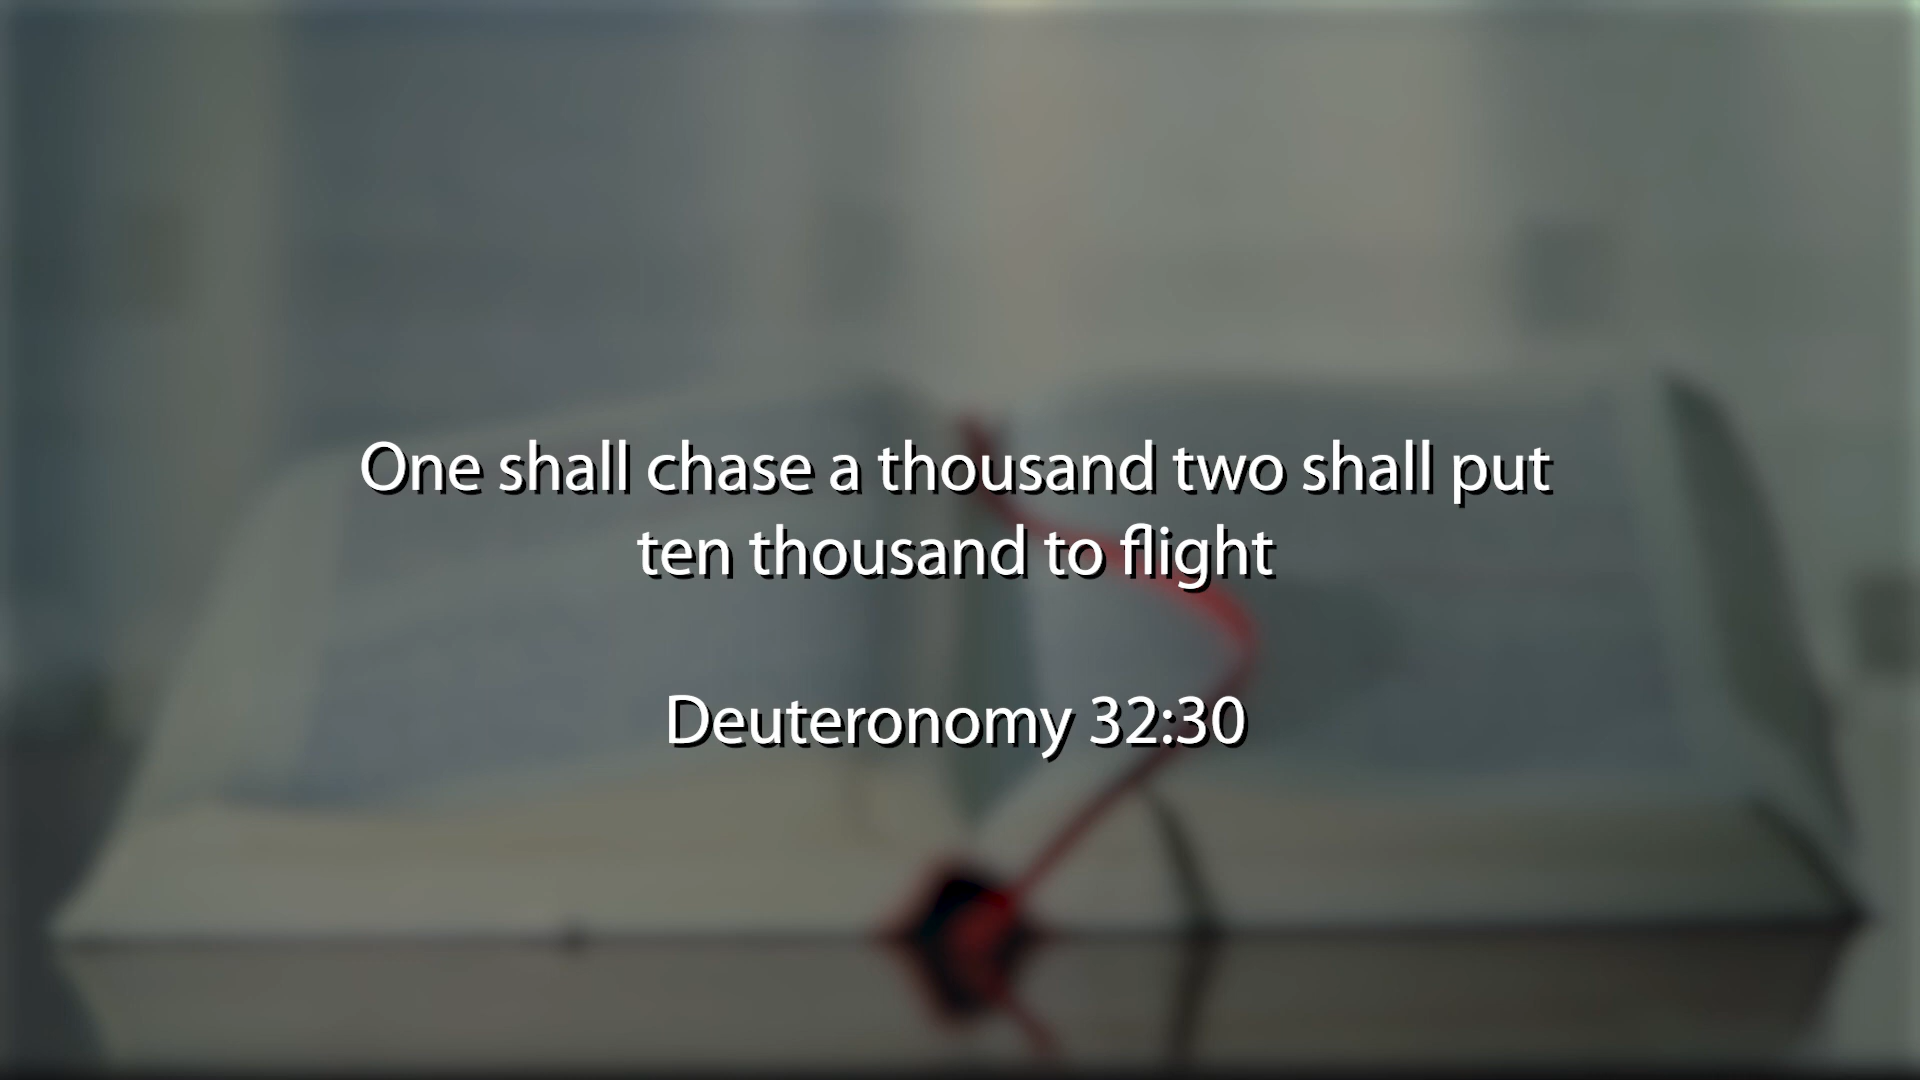 One shall chase a thousand two shall put
ten thousand to flight
Deuteronomy 32:30